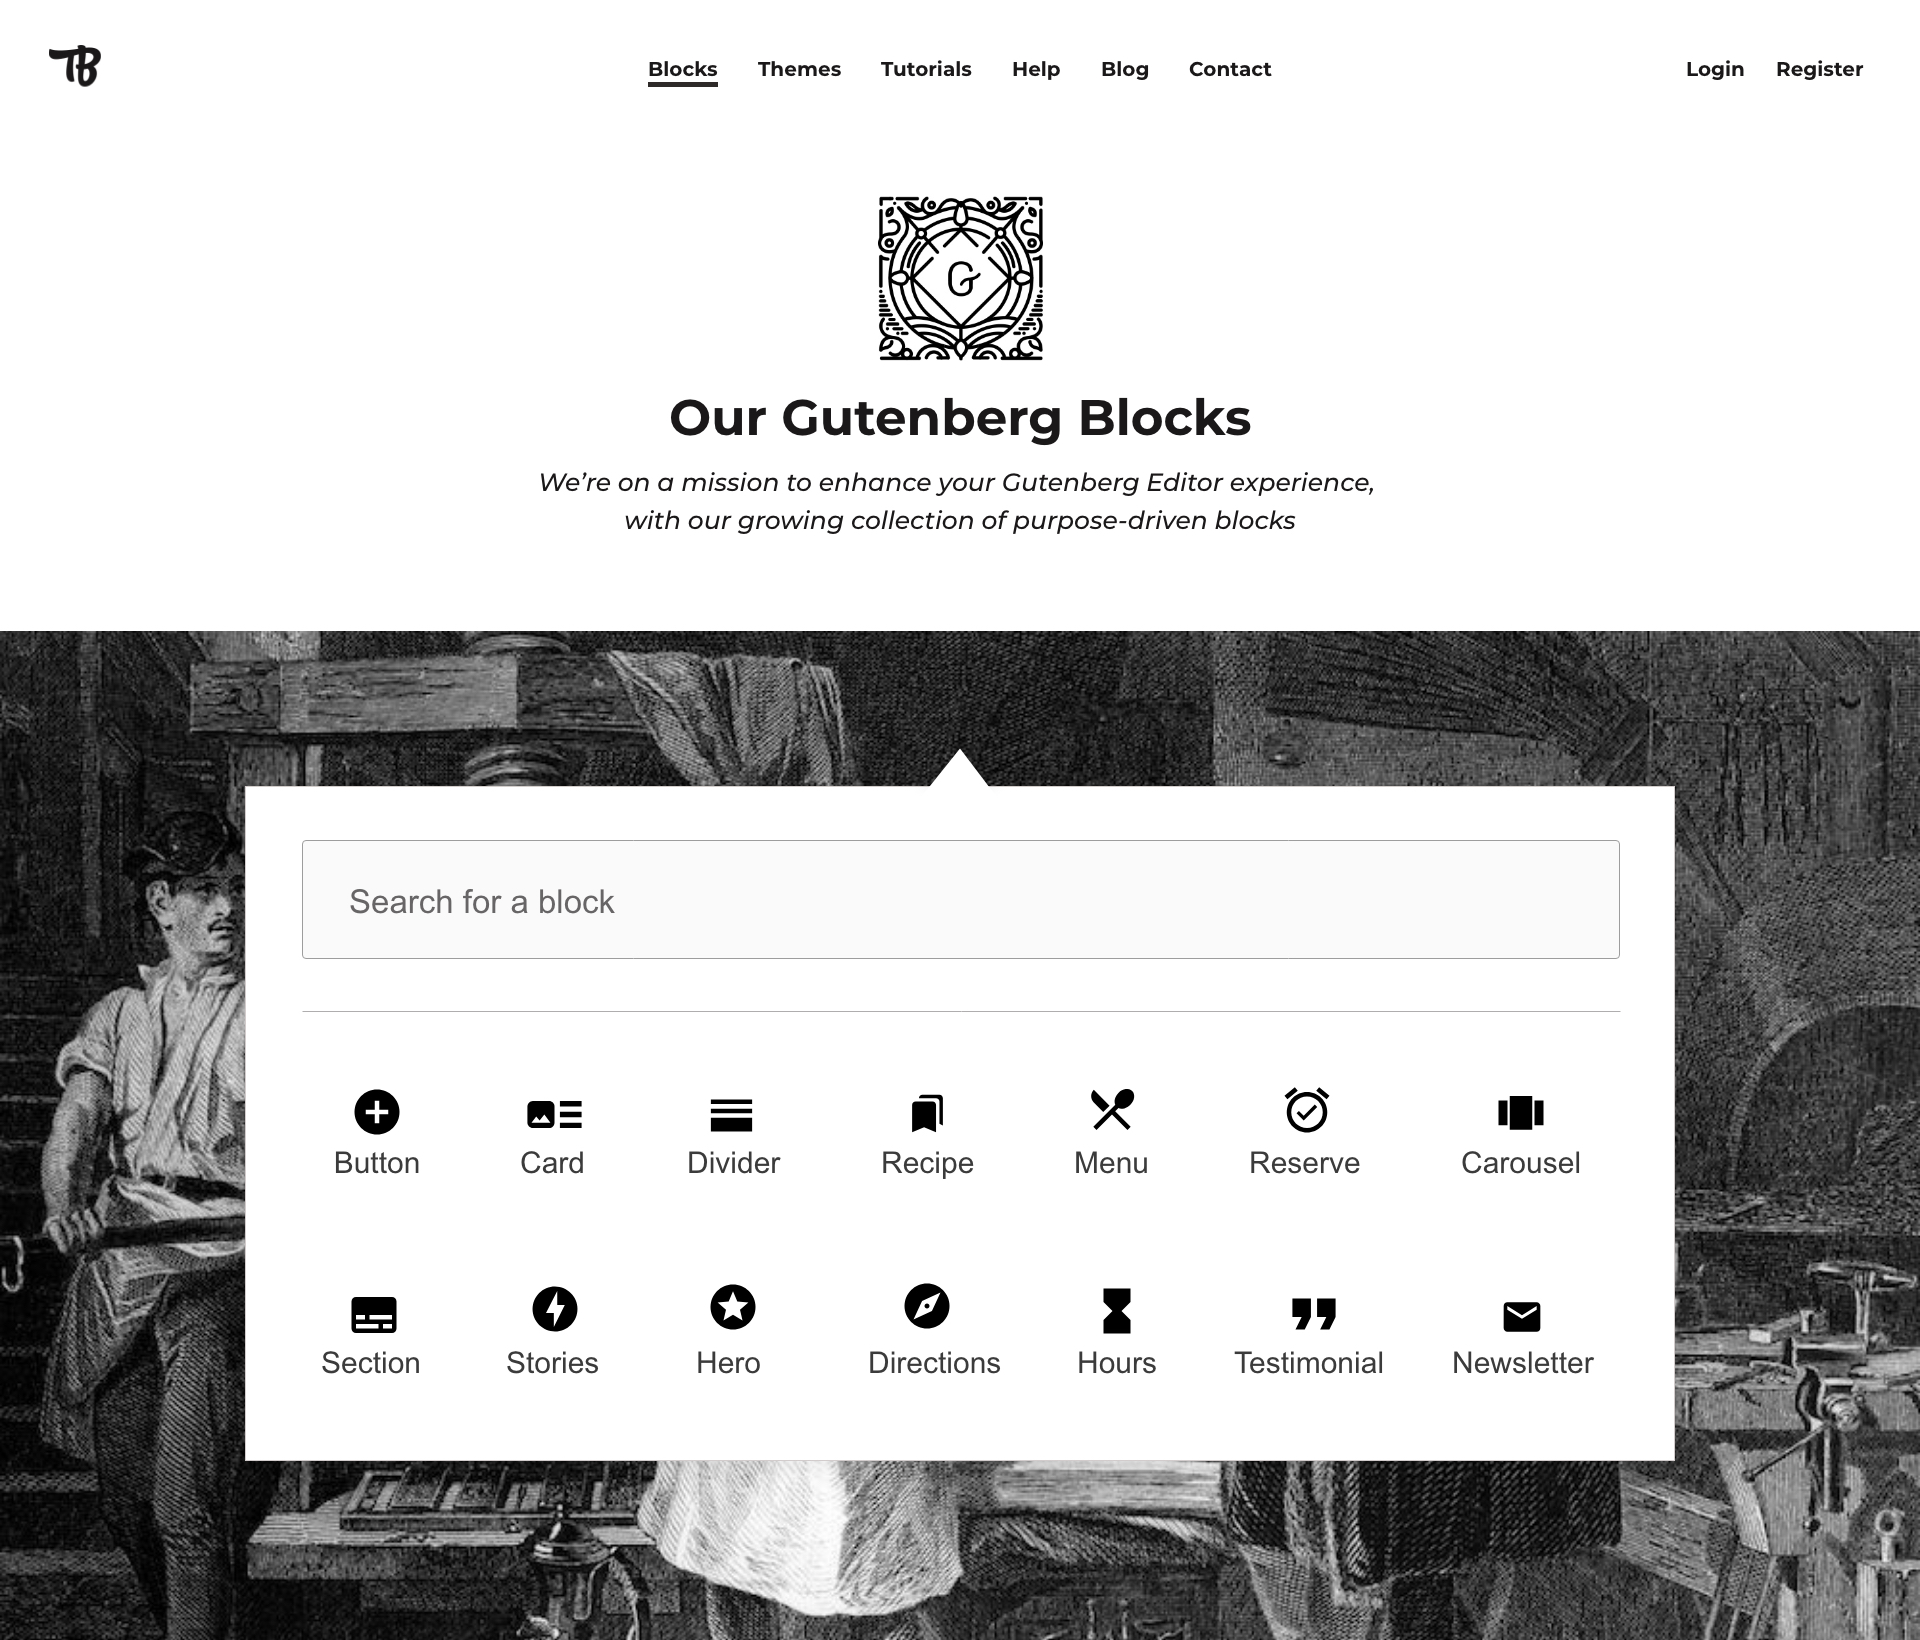 TB
Blocks Themes Tutorials Help Blog Contact Login Register
G
Our Gutenberg Blocks
We’re on a mission to enhance your Gutenberg Editor experience,
with our growing collection of purpose-driven blocks
Search for a block
Button Card Divider Recipe Menu Reserve Carousel
Section Stories Hero Directions Hours Testimonial Newsletter